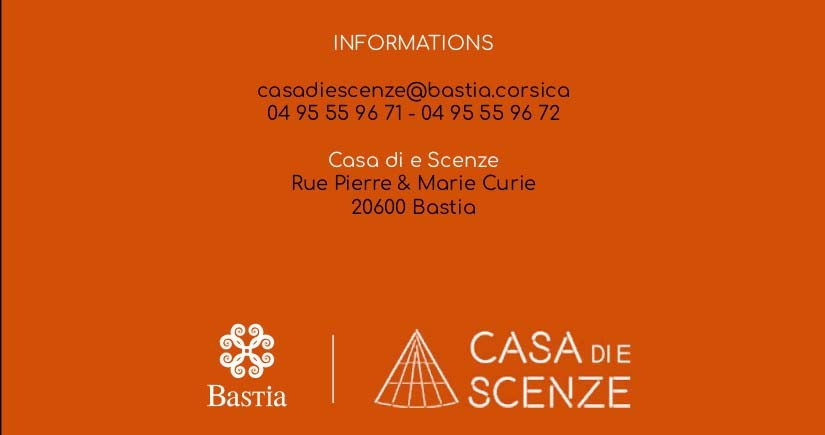 INFORMATIONS
casadiescenze@bastia.corsica
04 95 55 96 71 - 04 95 55 96 72
Casa di e Scenze
Rue Pierre & Marie Curie
20600 Bastia
BASTIA
CASA DI E
SCENZE